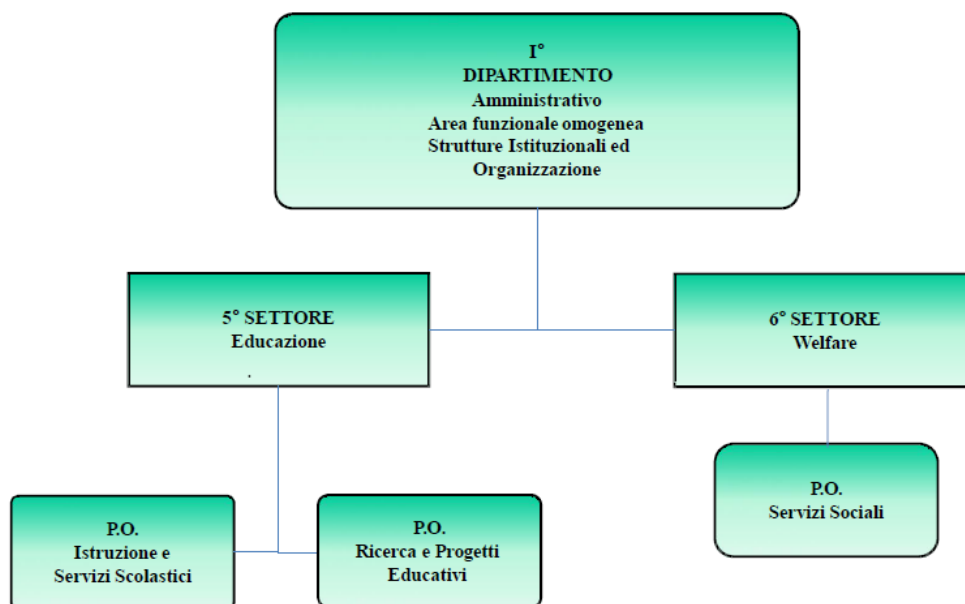 I°
DIPARTIMENTO
Amministrativo
Area funzionale omogenea
Strutture Istituzionali ed
Organizzazione
5° SETTORE
Educazione
.
6° SETTORE
Welfare
P.O.
Istruzione e
Servizi Scolastici
P.O.
Ricerca e Progetti
Educativi
P.O.
Servizi Sociali